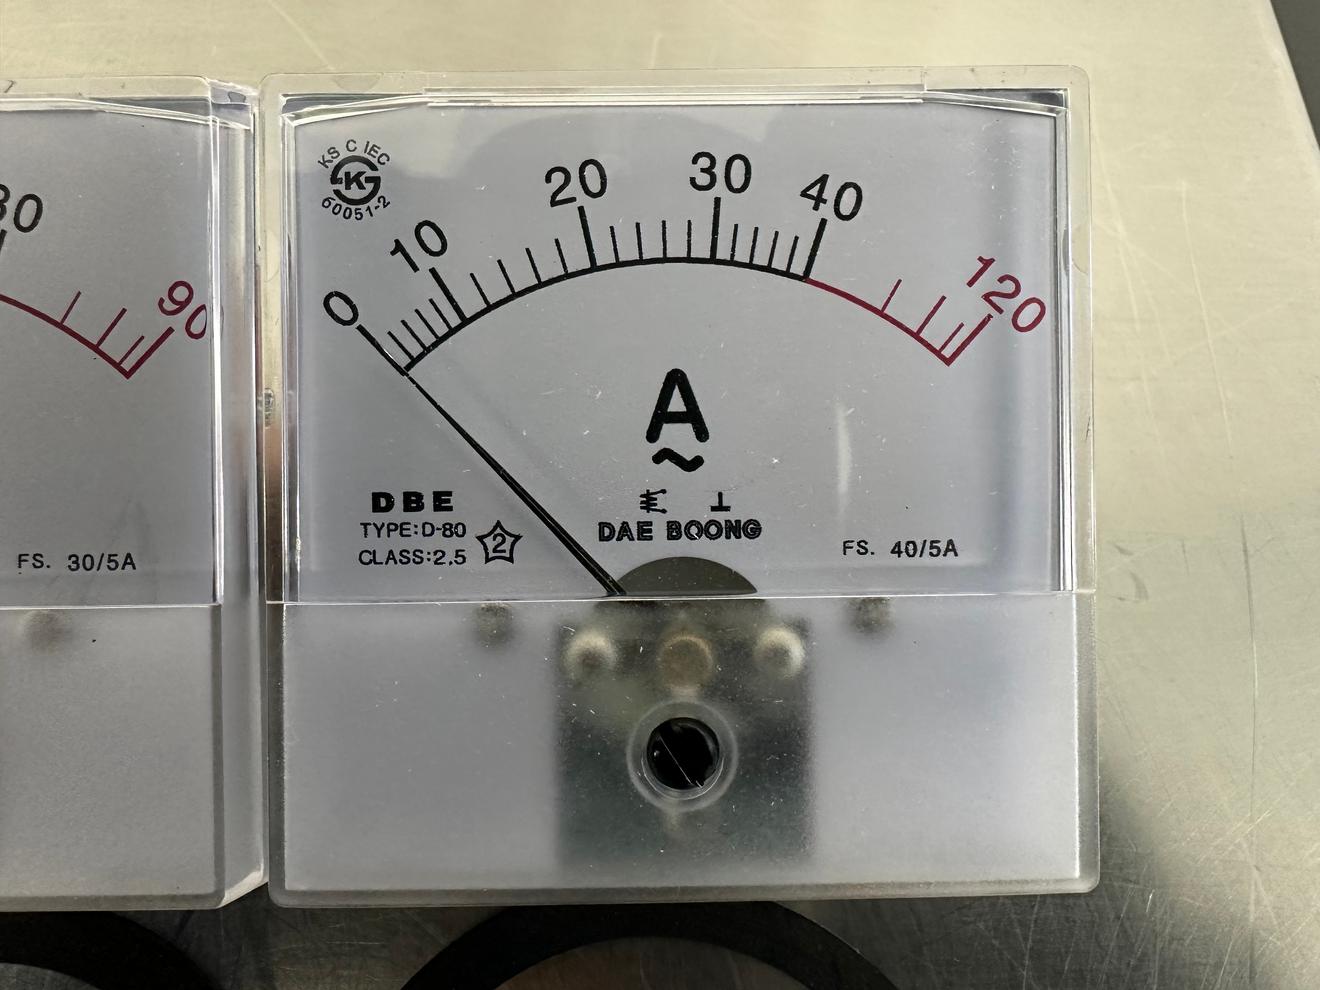 KS C IEC
K
60051-2
0
10
20
30
40
120
A
DBE
TYPE:D-80
CLASS:2.5
2
DAE BOONG
FS. 40/5A
90
FS. 30/5A